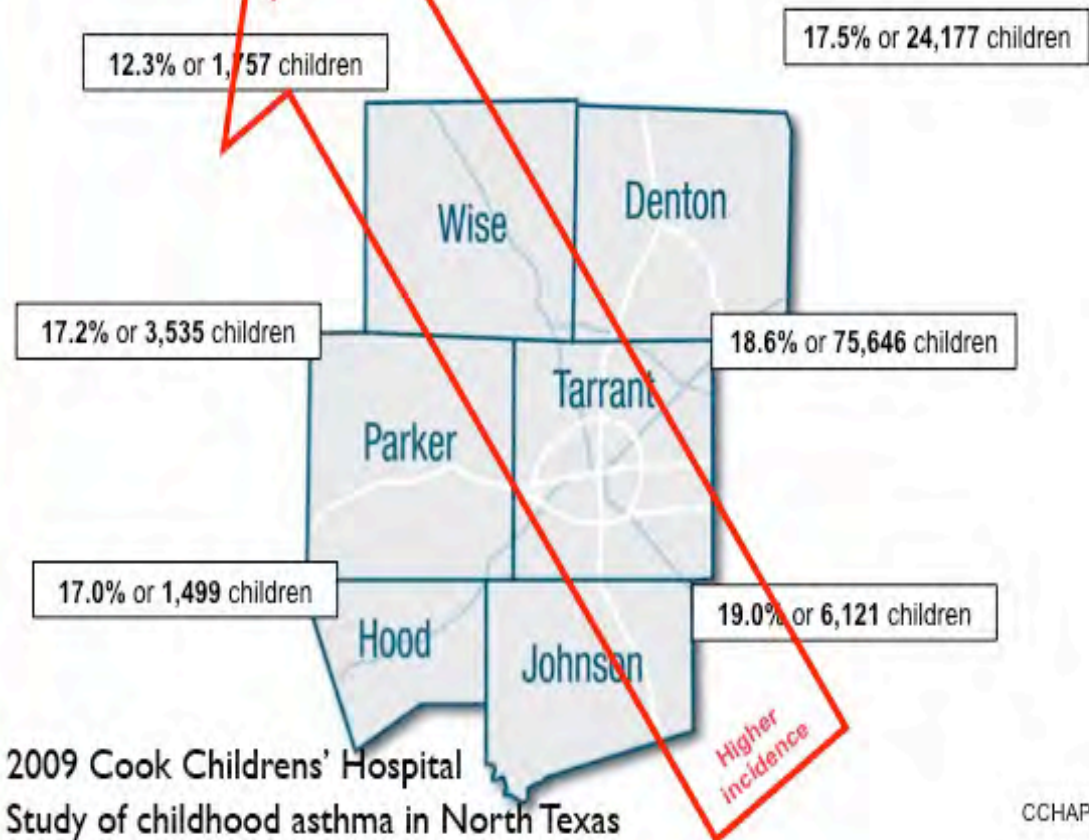 17.5% or 24,177 children
12.3% or 1,757 children
Wise
Denton
17.2% or 3,535 children
18.6% or 75,646 children
Tarrant
Parker
17.0% or 1,499 children
19.0% or 6,121 children
Hood
Johnson
Higher
incidence
2009 Cook Childrens' Hospital
Study of childhood asthma in North Texas
CCHAP